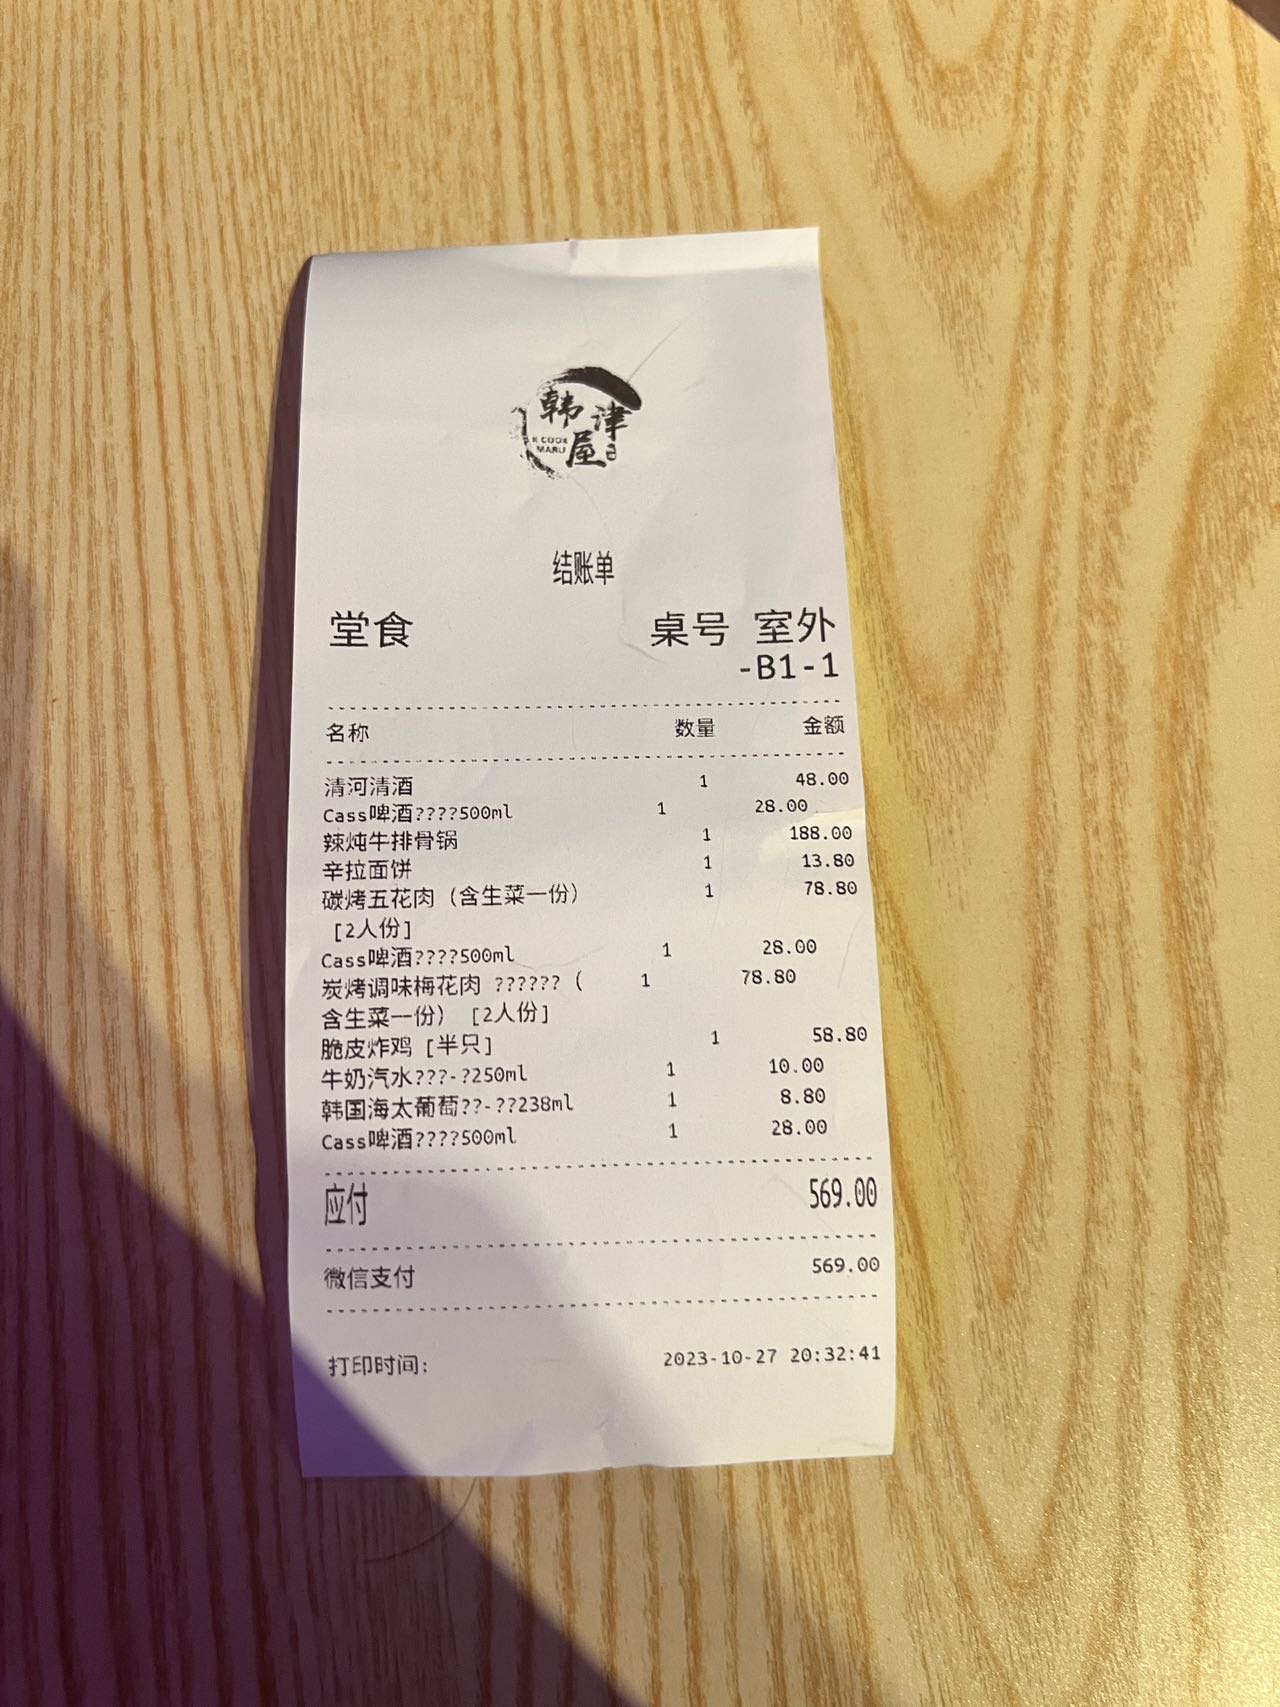 韩津屋
K COOK
MARU
结账单
堂食 桌号 室外
-B1-1
名称 数量 金额
清河清酒 1 48.00
Cass啤酒????500ml 1 28.00
辣炖牛排骨锅 1 188.00
辛拉面饼 1 13.80
碳烤五花肉（含生菜一份） 1 78.80
[2人份]
Cass啤酒????500ml 1 28.00
炭烤调味梅花肉 ??????（ 1 78.80
含生菜一份） [2人份]
脆皮炸鸡 [半只] 1 58.80
牛奶汽水???-?250ml 1 10.00
韩国海太葡萄??-??238ml 1 8.80
Cass啤酒????500ml 1 28.00
应付 569.00
微信支付 569.00
打印时间: 2023-10-27 20:32:41